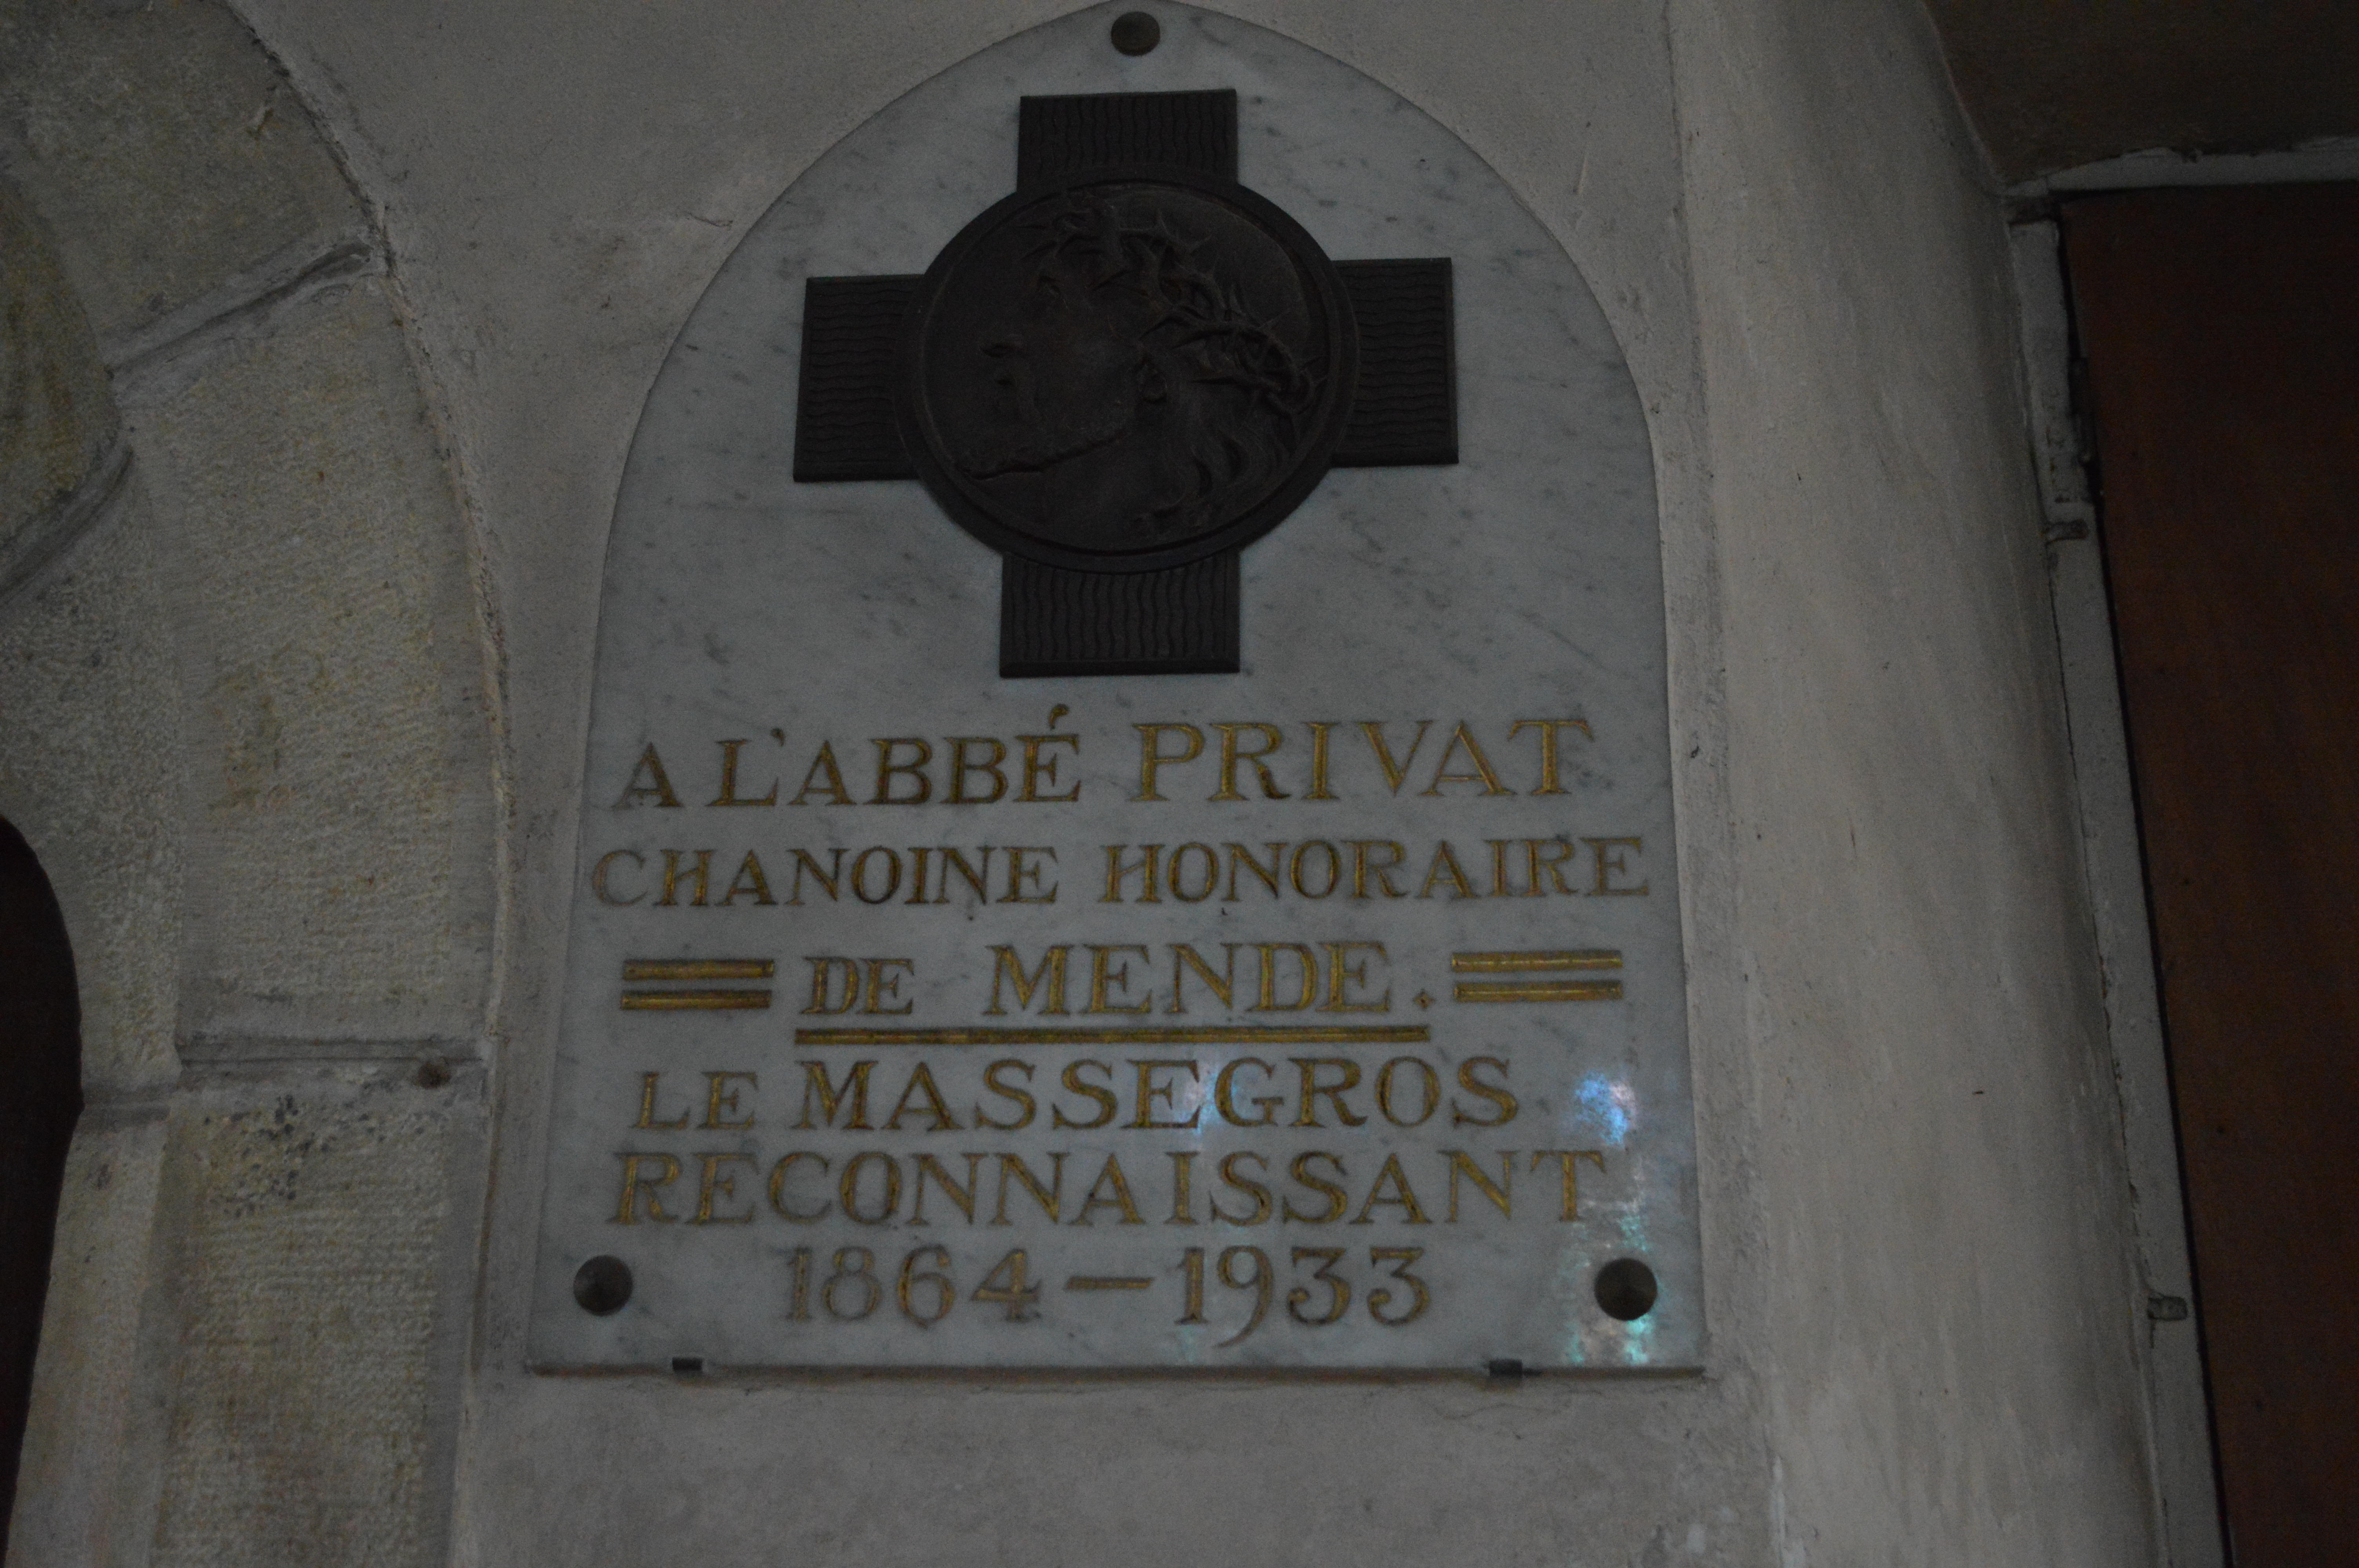 A L'ABBÉ PRIVAT
CHANOINE HONORAIRE
DE MENDE.
LE MASSEGROS
RECONNAISSANT
1864 — 1933